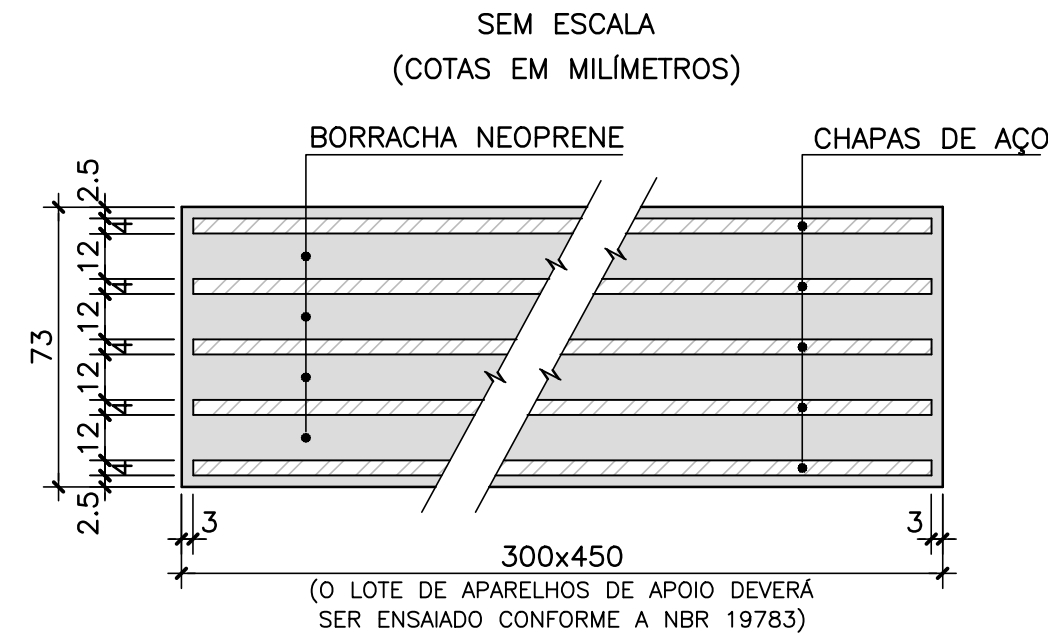 SEM ESCALA
(COTAS EM MILÍMETROS)
BORRACHA NEOPRENE
CHAPAS DE AÇO
2.5
4
12
4
12
4
12
4
12
4
2.5
73
3
3
300x450
(O LOTE DE APARELHOS DE APOIO DEVERÁ
SER ENSAIADO CONFORME A NBR 19783)